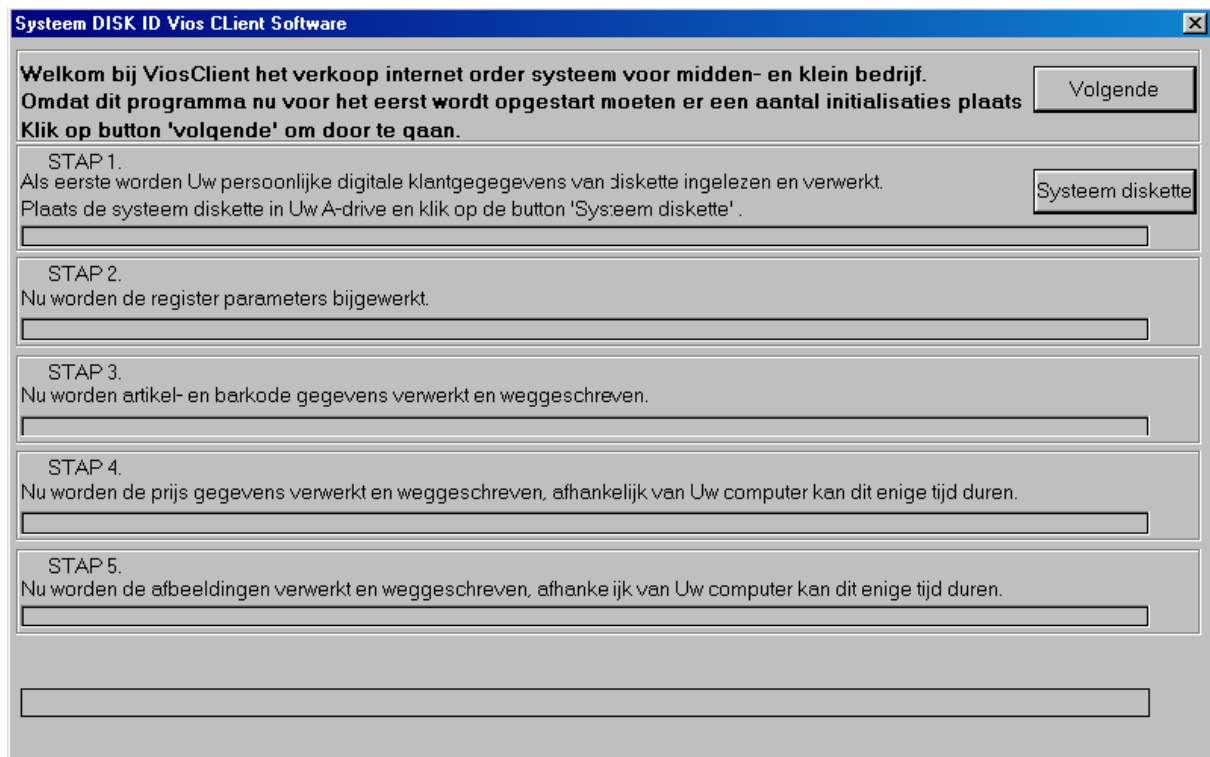 Systeem DISK ID Vios CLient Software
Welkom bij ViosClient het verkoop internet order systeem voor midden- en klein bedrijf.
Omdat dit programma nu voor het eerst wordt opgestart moeten er een aantal initialisaties plaats
Klik op button 'volgende' om door te gaan.
Volgende
STAP 1.
Als eerste worden Uw persoonlijke digitale klantgegegevens van diskette ingelezen en verwerkt.
Plaats de systeem diskette in Uw A-drive en klik op de button 'Systeem diskette' .
Systeem diskette
STAP 2.
Nu worden de register parameters bijgewerkt.
STAP 3.
Nu worden artikel- en barkode gegevens verwerkt en weggeschreven.
STAP 4.
Nu worden de prijs gegevens verwerkt en weggeschreven, afhankelijk van Uw computer kan dit enige tijd duren.
STAP 5.
Nu worden de afbeeldingen verwerkt en weggeschreven, afhankelijk van Uw computer kan dit enige tijd duren.